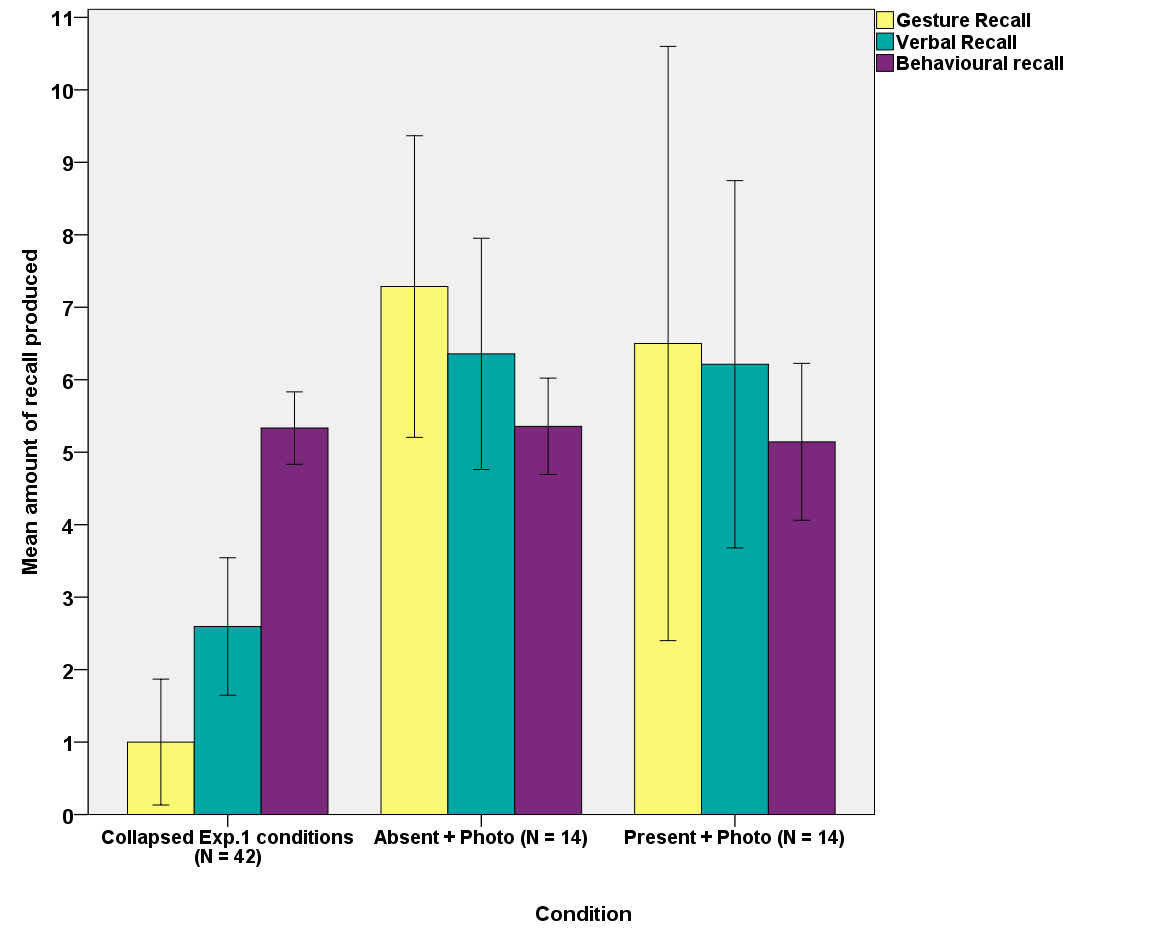 Gesture Recall
Verbal Recall
Behavioural recall
Mean amount of recall produced
11
10
9
8
7
6
5
4
3
2
1
0
Collapsed Exp.1 conditions
(N = 42)
Absent + Photo (N = 14)
Present + Photo (N = 14)
Condition